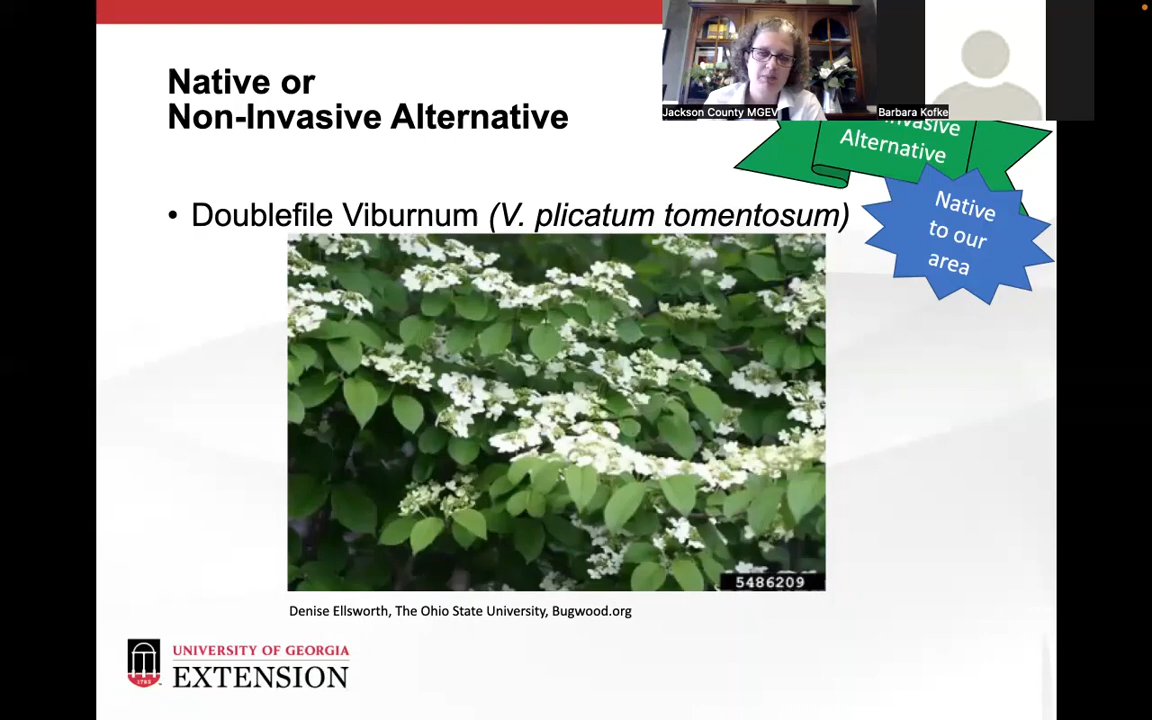 Native or
Non-Invasive Alternative
Jackson County MGEV
Barbara Kofke
Alternative
Native
to our
area
• Doublefile Viburnum (V. plicatum tomentosum)
5486209
Denise Ellsworth, The Ohio State University, Bugwood.org
UNIVERSITY OF GEORGIA
EXTENSION
1785